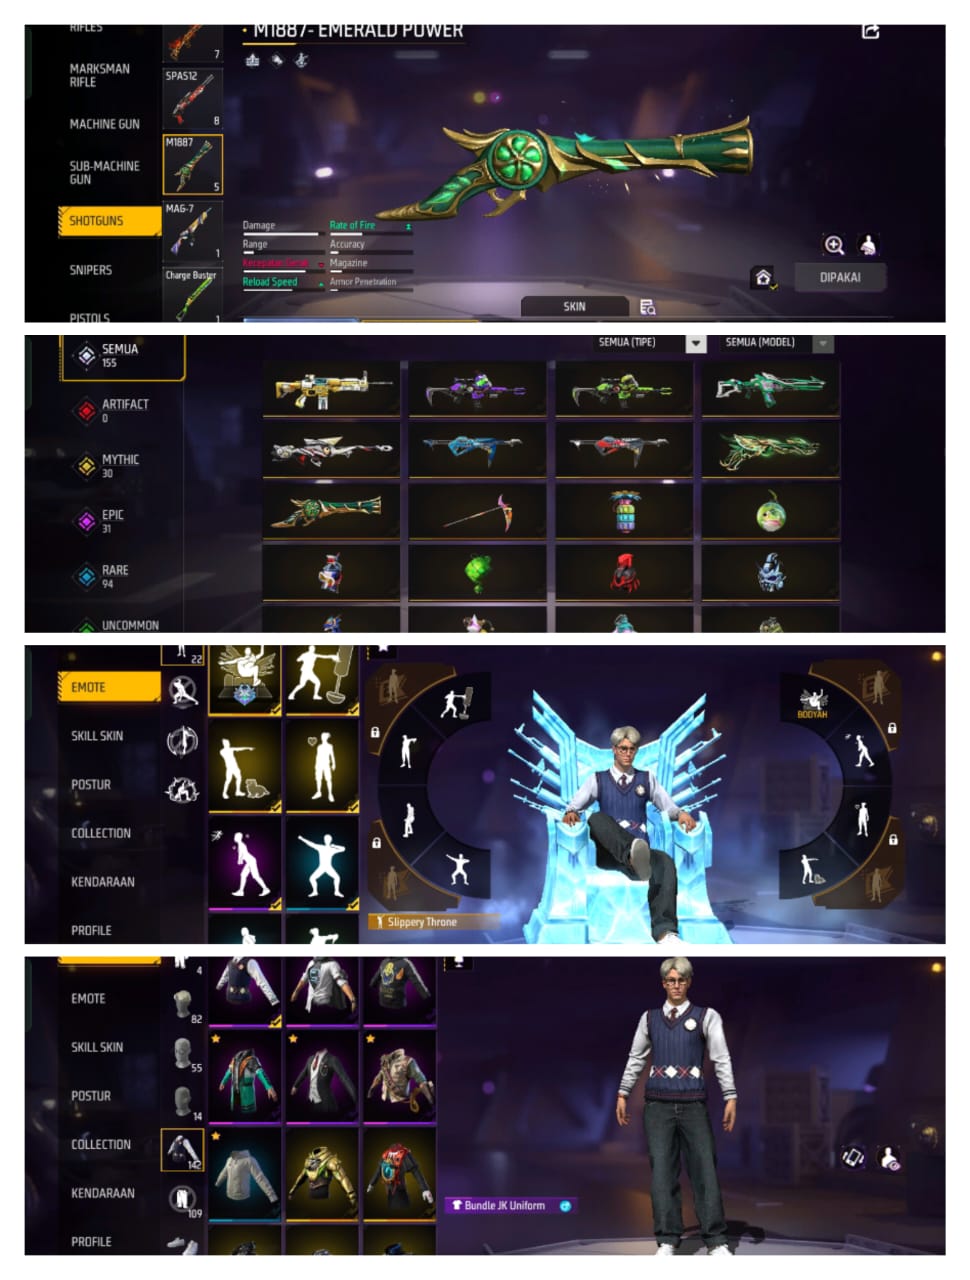 RIFLES
MARKSMAN
RIFLE
MACHINE GUN
SUB-MACHINE
GUN
SHOTGUNS
SNIPERS
PISTOLS
7
SPAS12
8
M1887
5
MAG-7
1
Charge Buster
1
M1887- EMERALD POWER
Damage
Rate of Fire
Range
Accuracy
Magazine
Reload Speed
Armor Penetration
DIPAKAI
SKIN
SEMUA
155
ARTIFACT
0
MYTHIC
30
EPIC
31
RARE
94
UNCOMMON
SEMUA (TIPE)
SEMUA (MODEL)
EMOTE
SKILL SKIN
POSTUR
COLLECTION
KENDARAAN
PROFILE
22
BOOYAH
Slippery Throne
EMOTE
SKILL SKIN
POSTUR
COLLECTION
KENDARAAN
PROFILE
4
82
55
14
142
109
Bundle JK Uniform